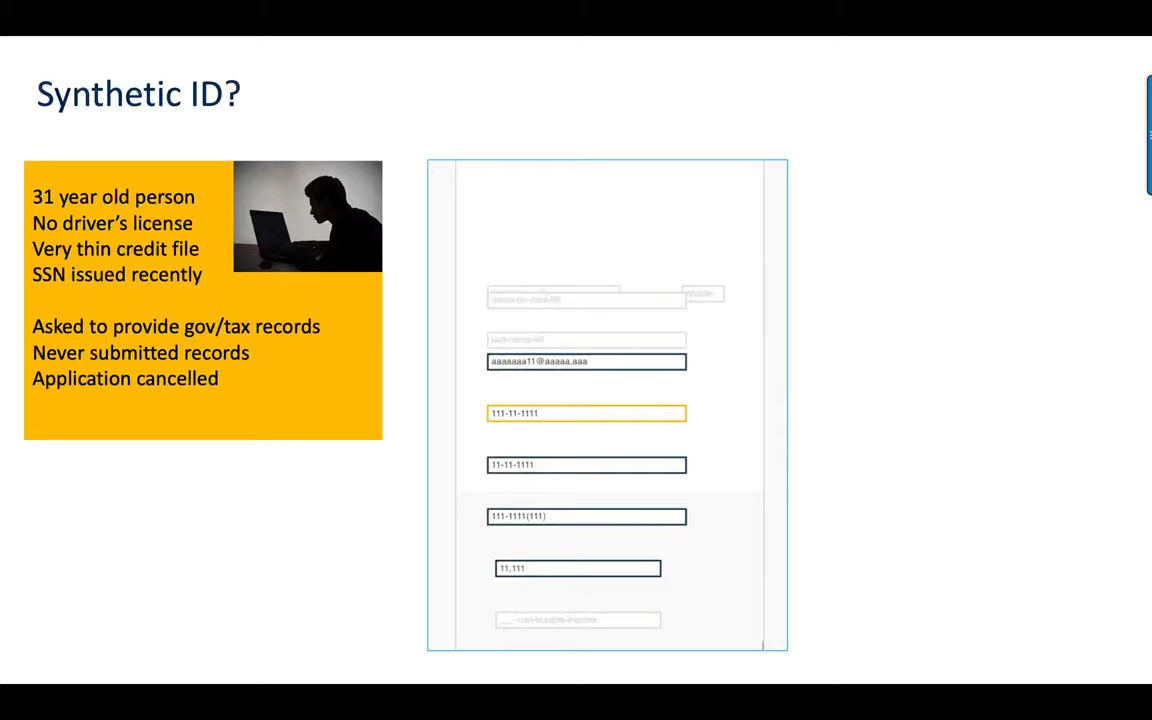 Synthetic ID?
31 year old person
No driver's license
Very thin credit file
SSN issued recently
Asked to provide gov/tax records
Never submitted records
Application cancelled
aaaaaaa11@aaaaa.aaa
111-11-1111
11-11-1111
111-1111(111)
11,111